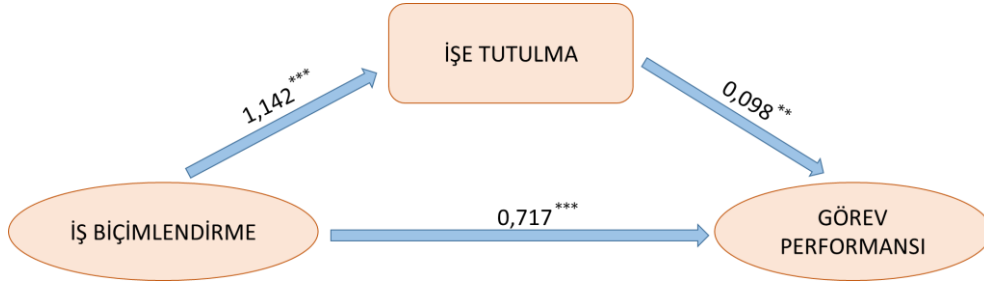 İŞE TUTULMA
1,142***
0,098**
İŞ BİÇİMLENDİRME
0,717***
GÖREV
PERFORMANSI